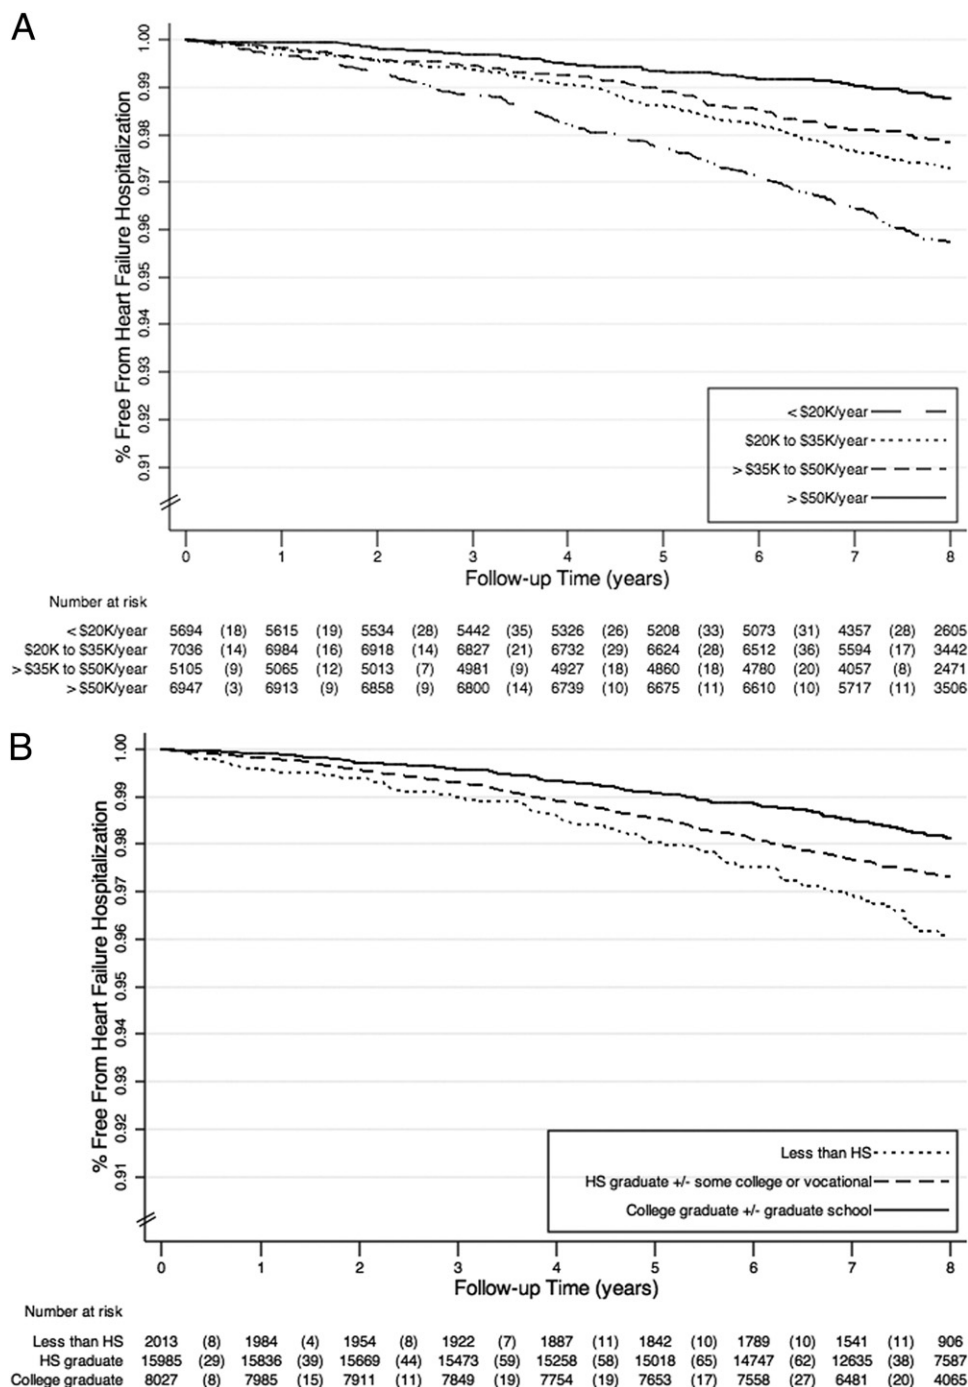 A
% Free From Heart Failure Hospitalization
1.00
0.99
0.98
0.97
0.96
0.95
0.94
0.93
0.92
0.91
< $20K/year
$20K to $35K/year
> $35K to $50K/year
> $50K/year
0 1 2 3 4 5 6 7 8
Follow-up Time (years)
Number at risk
< $20K/year 5694 (18) 5615 (19) 5534 (28) 5442 (35) 5326 (26) 5208 (33) 5073 (31) 4357 (28) 2605
$20K to $35K/year 7036 (14) 6984 (16) 6918 (14) 6827 (21) 6732 (29) 6624 (28) 6512 (36) 5594 (17) 3442
> $35K to $50K/year 5105 (9) 5065 (12) 5013 (7) 4981 (9) 4927 (18) 4860 (18) 4780 (20) 4057 (8) 2471
> $50K/year 6947 (3) 6913 (9) 6858 (9) 6800 (14) 6739 (10) 6675 (11) 6610 (10) 5717 (11) 3506
B
% Free From Heart Failure Hospitalization
1.00
0.99
0.98
0.97
0.96
0.95
0.94
0.93
0.92
0.91
Less than HS
HS graduate +/- some college or vocational
College graduate +/- graduate school
0 1 2 3 4 5 6 7 8
Follow-up Time (years)
Number at risk
Less than HS 2013 (8) 1984 (4) 1954 (8) 1922 (7) 1887 (11) 1842 (10) 1789 (10) 1541 (11) 906
HS graduate 15985 (29) 15836 (39) 15669 (44) 15473 (59) 15258 (58) 15018 (65) 14747 (62) 12635 (38) 7587
College graduate 8027 (8) 7985 (15) 7911 (11) 7849 (19) 7754 (19) 7653 (17) 7558 (27) 6481 (20) 4065